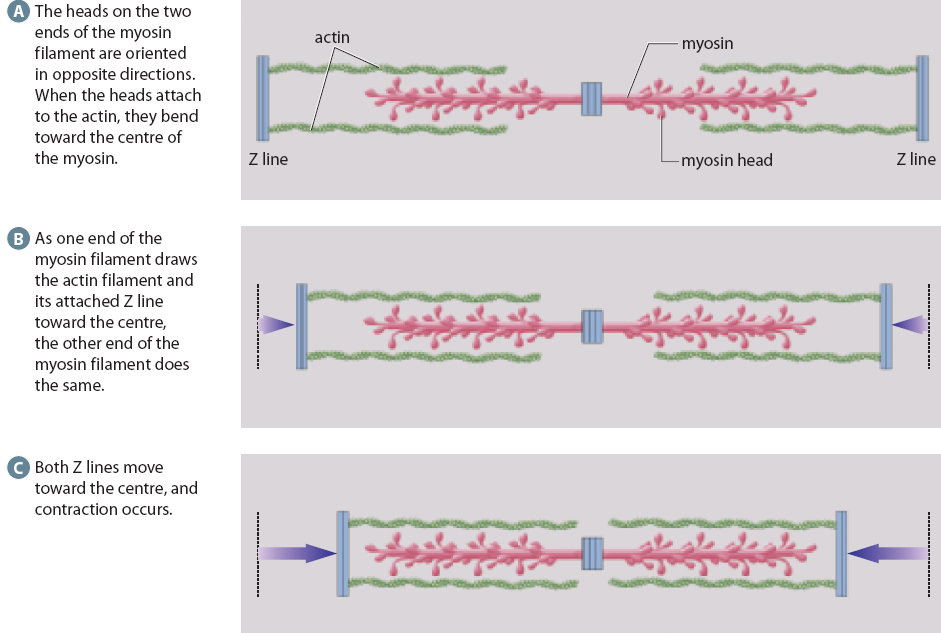 A The heads on the two
ends of the myosin
filament are oriented
in opposite directions.
When the heads attach
to the actin, they bend
toward the centre of
the myosin.
actin
myosin
myosin head
Z line
Z line
B As one end of the
myosin filament draws
the actin filament and
its attached Z line
toward the centre,
the other end of the
myosin filament does
the same.
C Both Z lines move
toward the centre, and
contraction occurs.